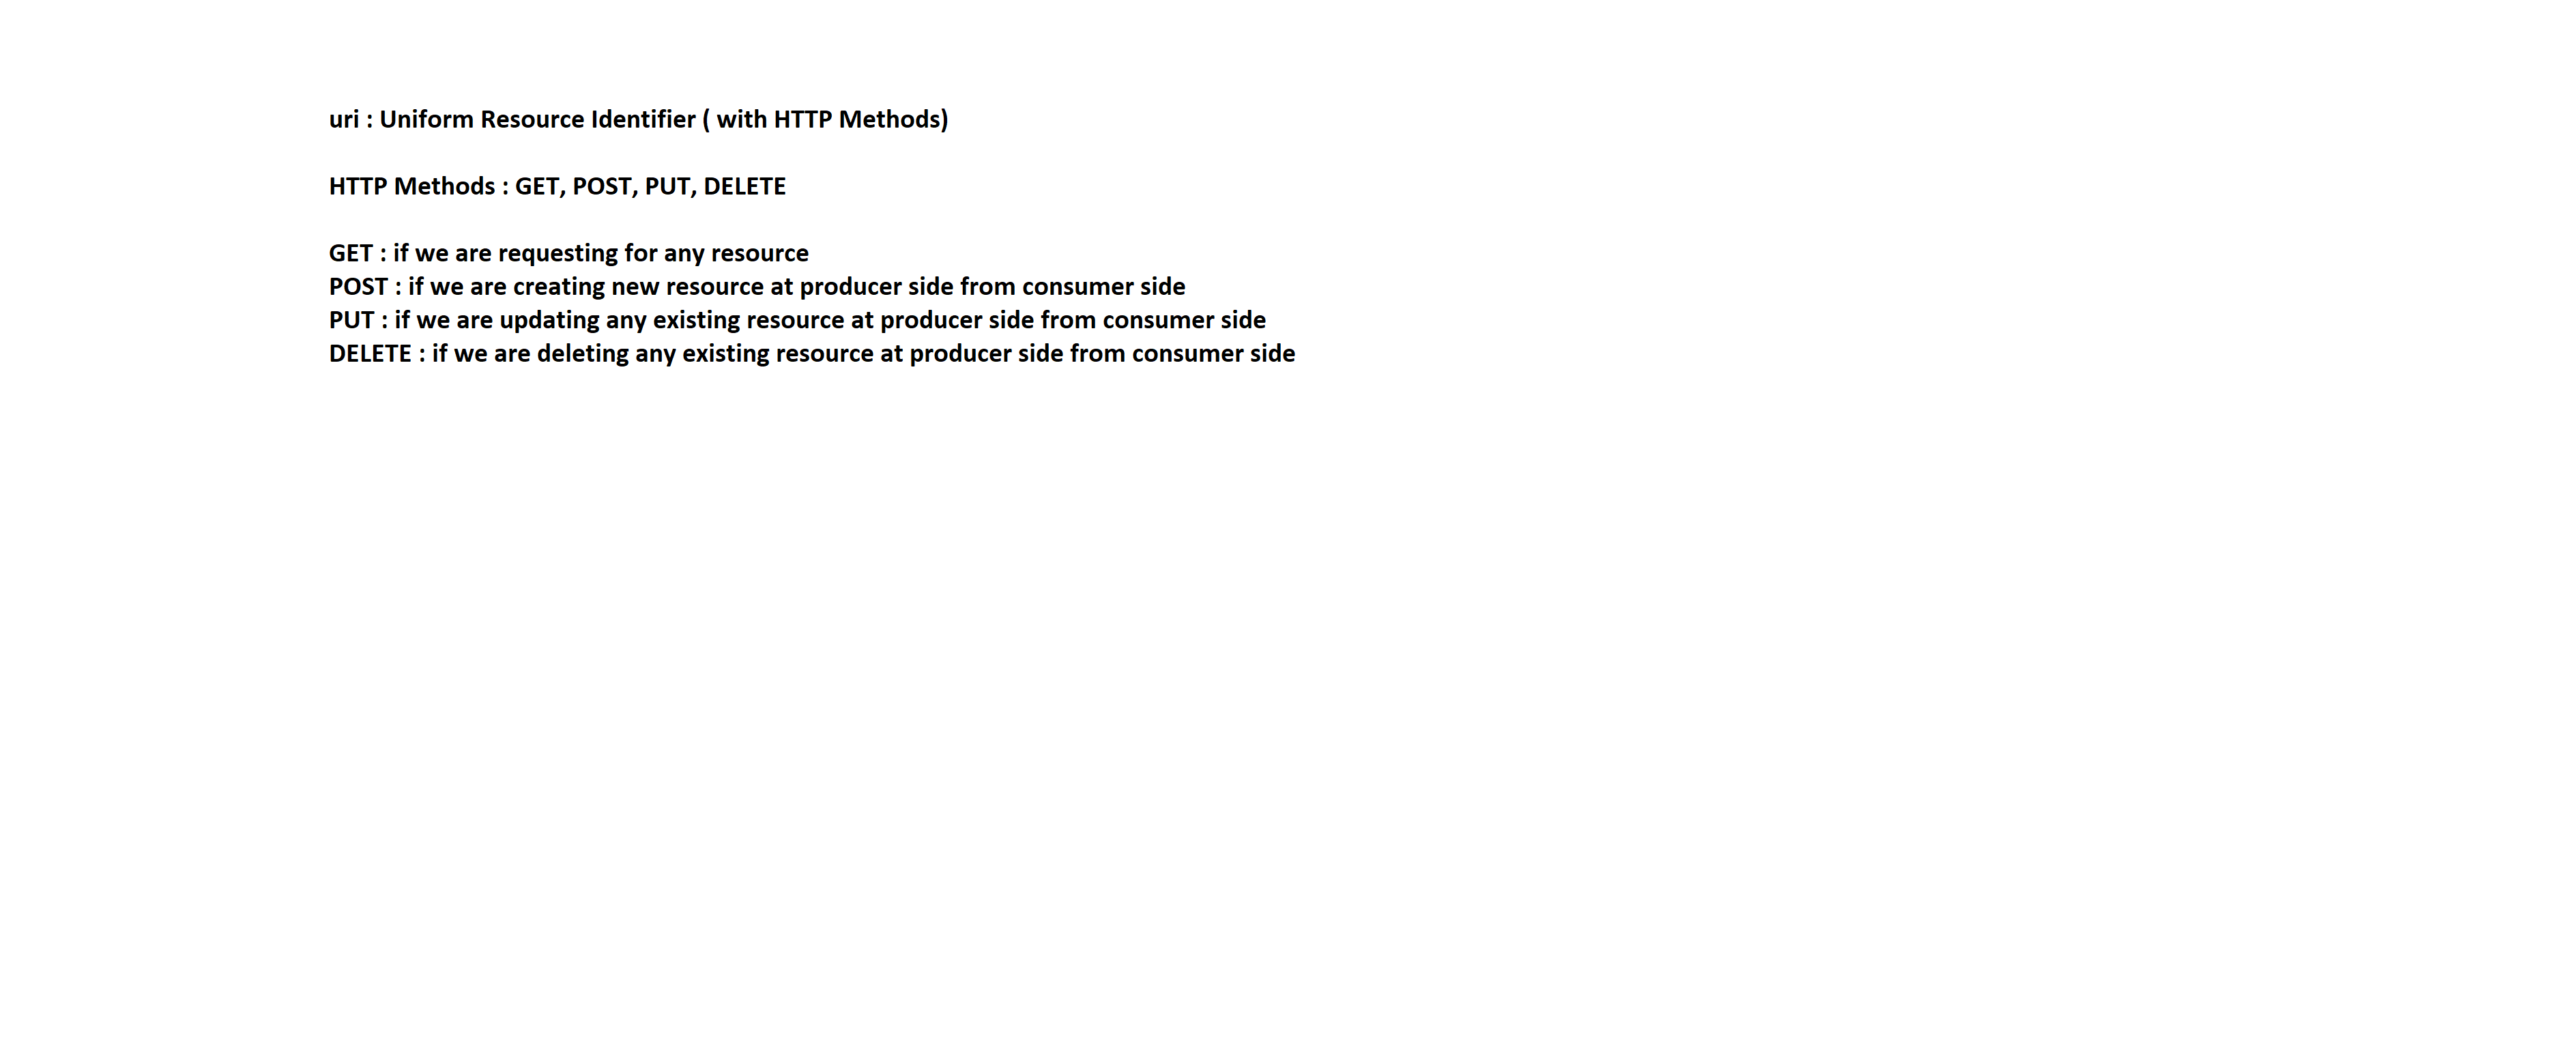 uri : Uniform Resource Identifier ( with HTTP Methods)
HTTP Methods : GET, POST, PUT, DELETE
GET : if we are requesting for any resource
POST : if we are creating new resource at producer side from consumer side
PUT : if we are updating any existing resource at producer side from consumer side
DELETE : if we are deleting any existing resource at producer side from consumer side